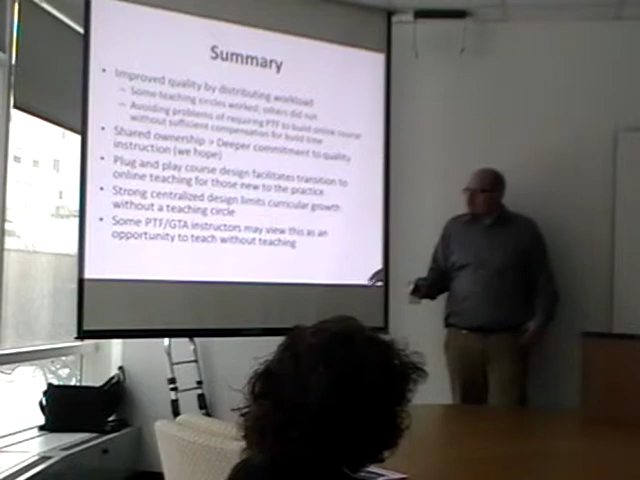 Summary
• Improved quality by distributing workload
– Some teaching circles worked; others did not
– Avoiding problems of requiring PTF to build online course
without sufficient compensation for build time
• Shared ownership = Deeper commitment to quality
instruction (we hope)
• Plug and play course design facilitates transition to
online teaching for those new to the practice
• Strong centralized design limits curricular growth
without a teaching circle
• Some PTF/GTA instructors may view this as an
opportunity to teach without teaching